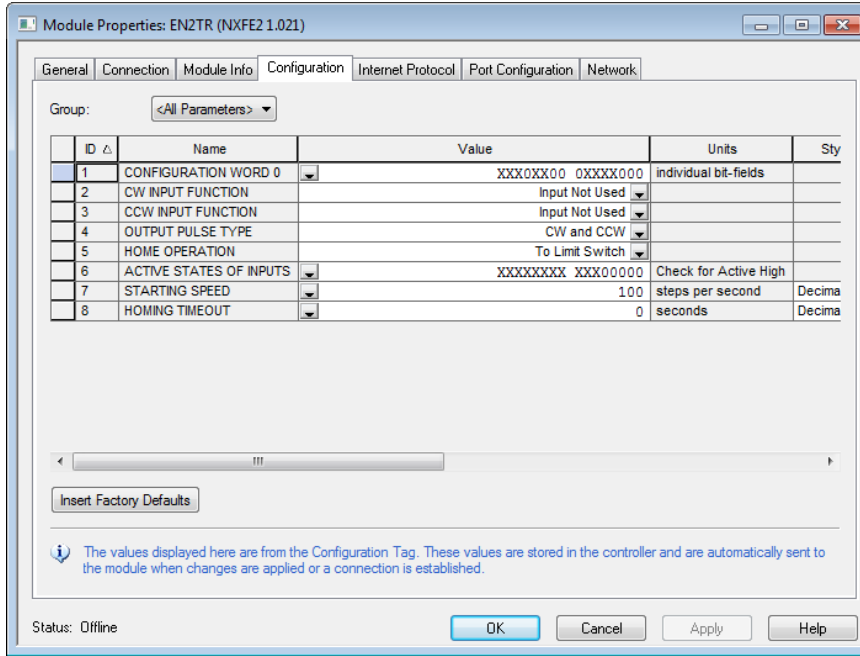 Module Properties: EN2TR (NXFE2 1.021)
General Connection Module Info Configuration Internet Protocol Port Configuration Network
Group: <All Parameters>
ID Name Value Units Sty
1 CONFIGURATION WORD 0 XXX0XX00 0XXXX000 individual bit-fields
2 CW INPUT FUNCTION Input Not Used
3 CCW INPUT FUNCTION Input Not Used
4 OUTPUT PULSE TYPE CW and CCW
5 HOME OPERATION To Limit Switch
6 ACTIVE STATES OF INPUTS XXXXXXXX XXX00000 Check for Active High
7 STARTING SPEED 100 steps per second Decima
8 HOMING TIMEOUT 0 seconds Decima
Insert Factory Defaults
The values displayed here are from the Configuration Tag. These values are stored in the controller and are automatically sent to
the module when changes are applied or a connection is established.
Status: Offline OK Cancel Apply Help